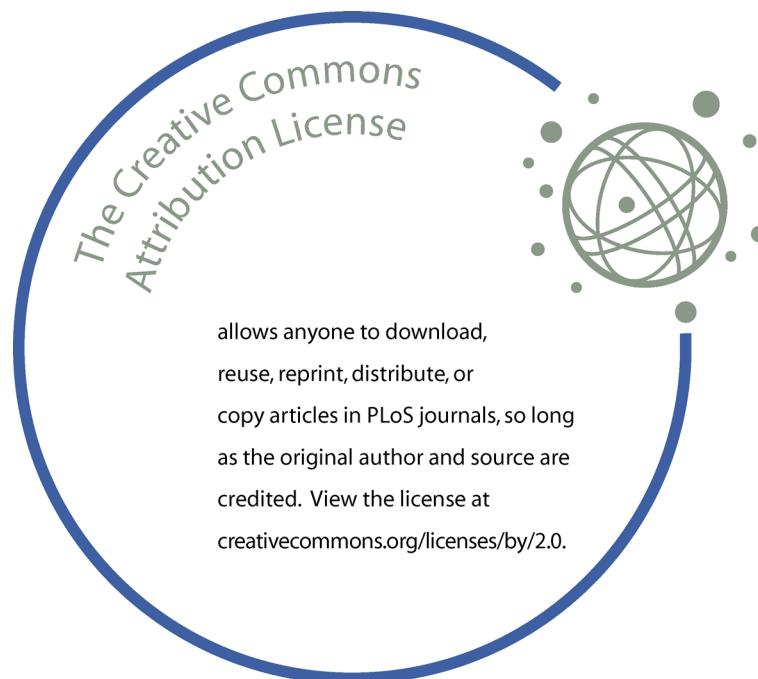 The Creative Commons
Attribution License
allows anyone to download,
reuse, reprint, distribute, or
copy articles in PLoS journals, so long
as the original author and source are
credited. View the license at
creativecommons.org/licenses/by/2.0.